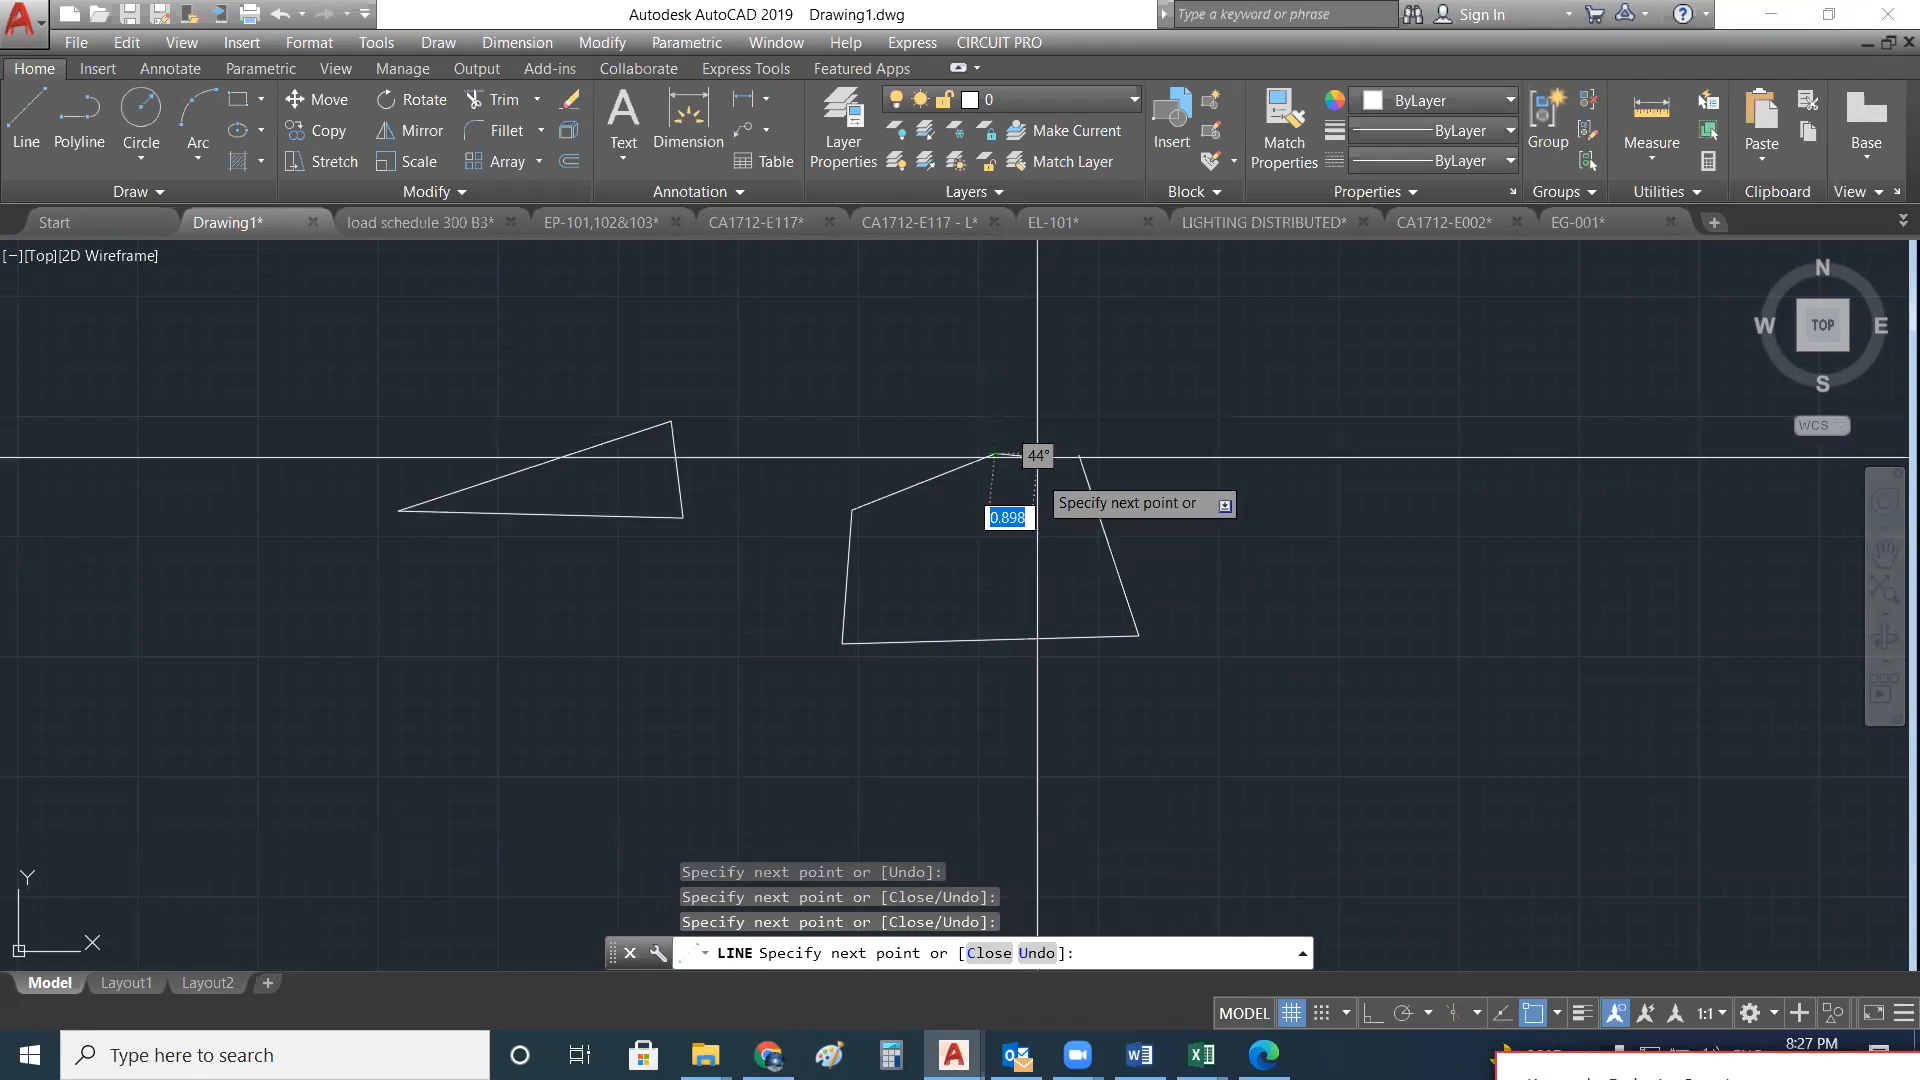 Autodesk AutoCAD 2019 Drawing1.dwg
Type a keyword or phrase
Sign In
File Edit View Insert Format Tools Draw Dimension Modify Parametric Window Help Express CIRCUIT PRO
Home Insert Annotate Parametric View Manage Output Add-ins Collaborate Express Tools Featured Apps
Line Polyline Circle Arc
Move Rotate Trim
Copy Mirror Fillet
Stretch Scale Array
Text Dimension Table
Layer Properties
0
Make Current
Match Layer
Insert
Match Properties
ByLayer
ByLayer
ByLayer
Group
Measure
Paste
Base
Draw Modify Annotation Layers Block Properties Groups Utilities Clipboard View
Start Drawing1* load schedule 300 B3* EP-101,102&103* CA1712-E117* CA1712-E117 - L* EL-101* LIGHTING DISTRIBUTED* CA1712-E002* EG-001*
[−][Top][2D Wireframe]
N
W TOP E
S
WCS
44°
Specify next point or
0.898
Specify next point or [Undo]:
Specify next point or [Close/Undo]:
Specify next point or [Close/Undo]:
LINE Specify next point or [Close Undo]:
Y
X
Model Layout1 Layout2
MODEL 1:1
Type here to search
8:27 PM